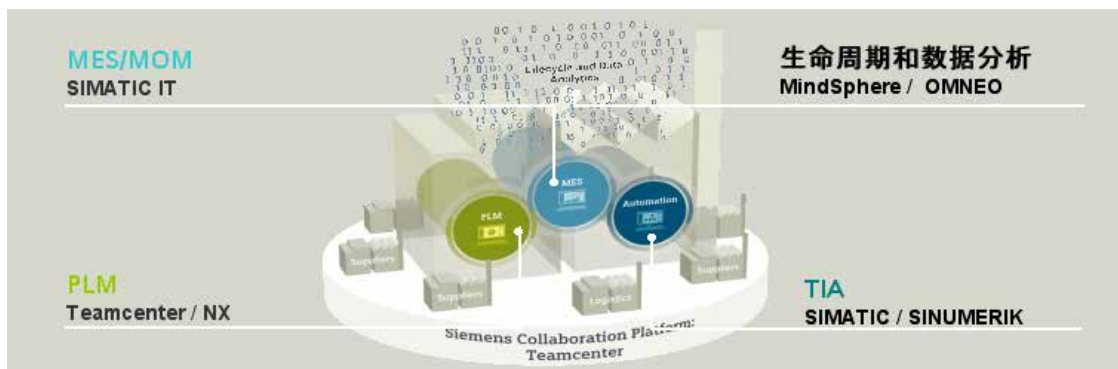 MES/MOM
SIMATIC IT
生命周期和数据分析
MindSphere / OMNEO
Lifecycle and Data
Analytics
MES
PLM
Automation
Suppliers
Suppliers
Logistics
Suppliers
PLM
Teamcenter / NX
TIA
SIMATIC / SINUMERIK
Siemens Collaboration Platform:
Teamcenter